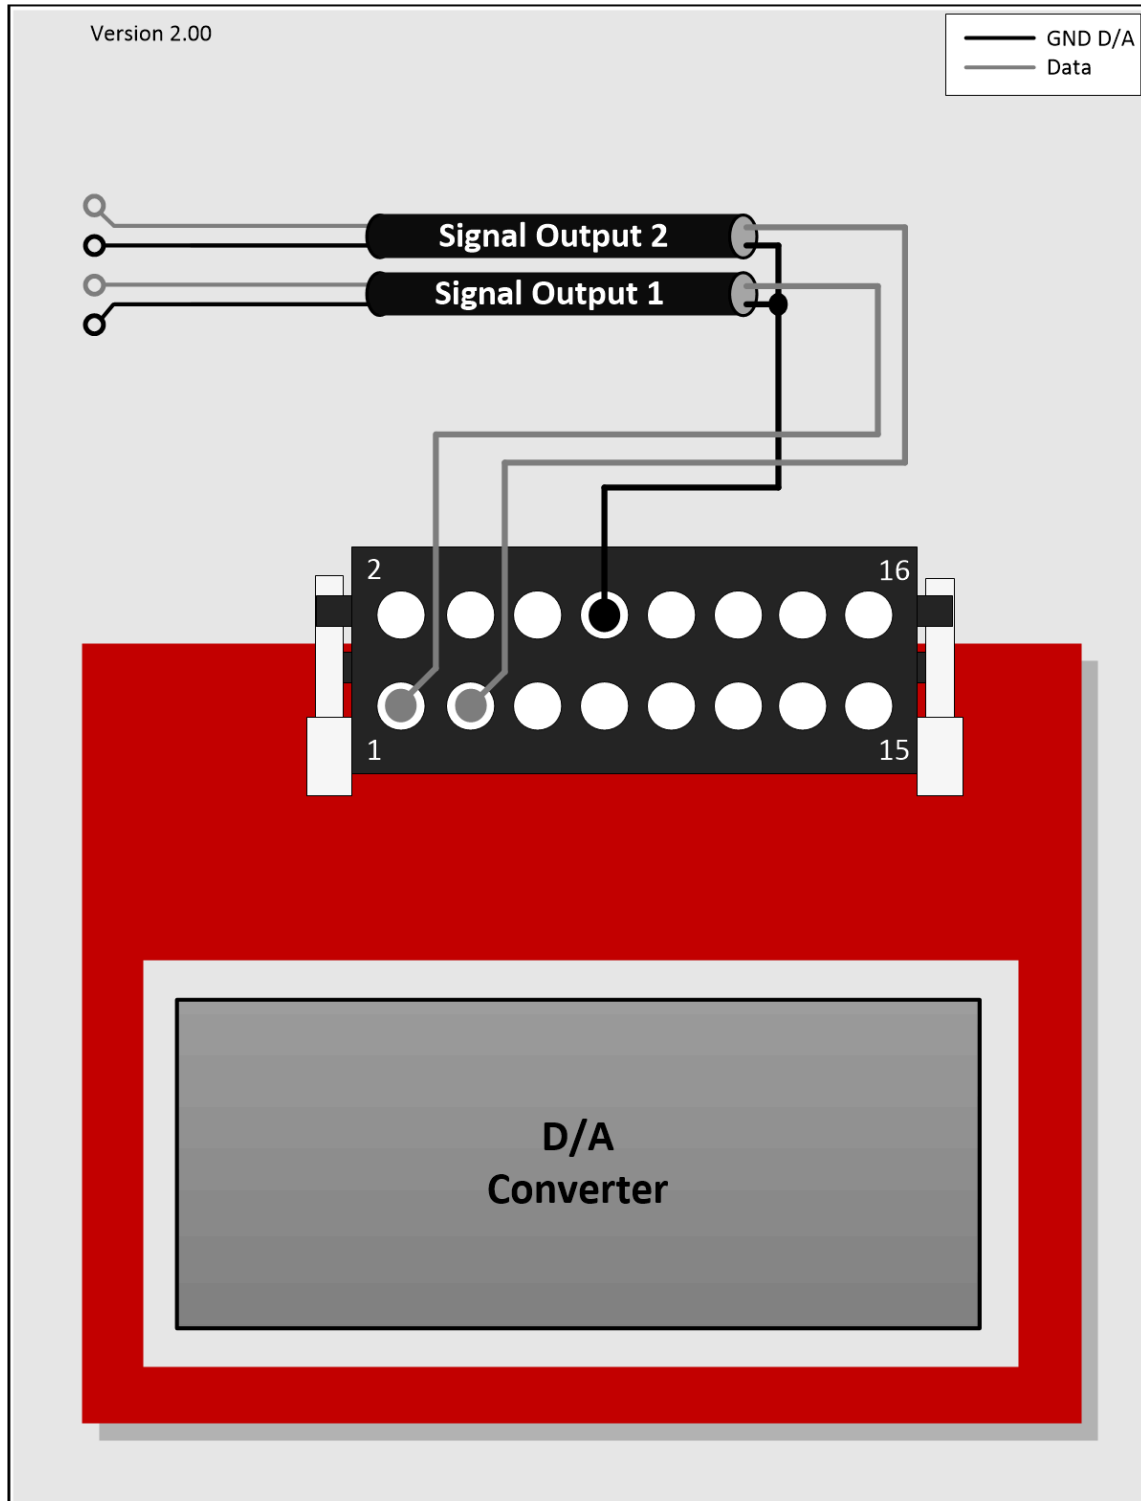 Version 2.00
GND D/A
Data
Signal Output 2
Signal Output 1
2
16
1
15
D/A
Converter